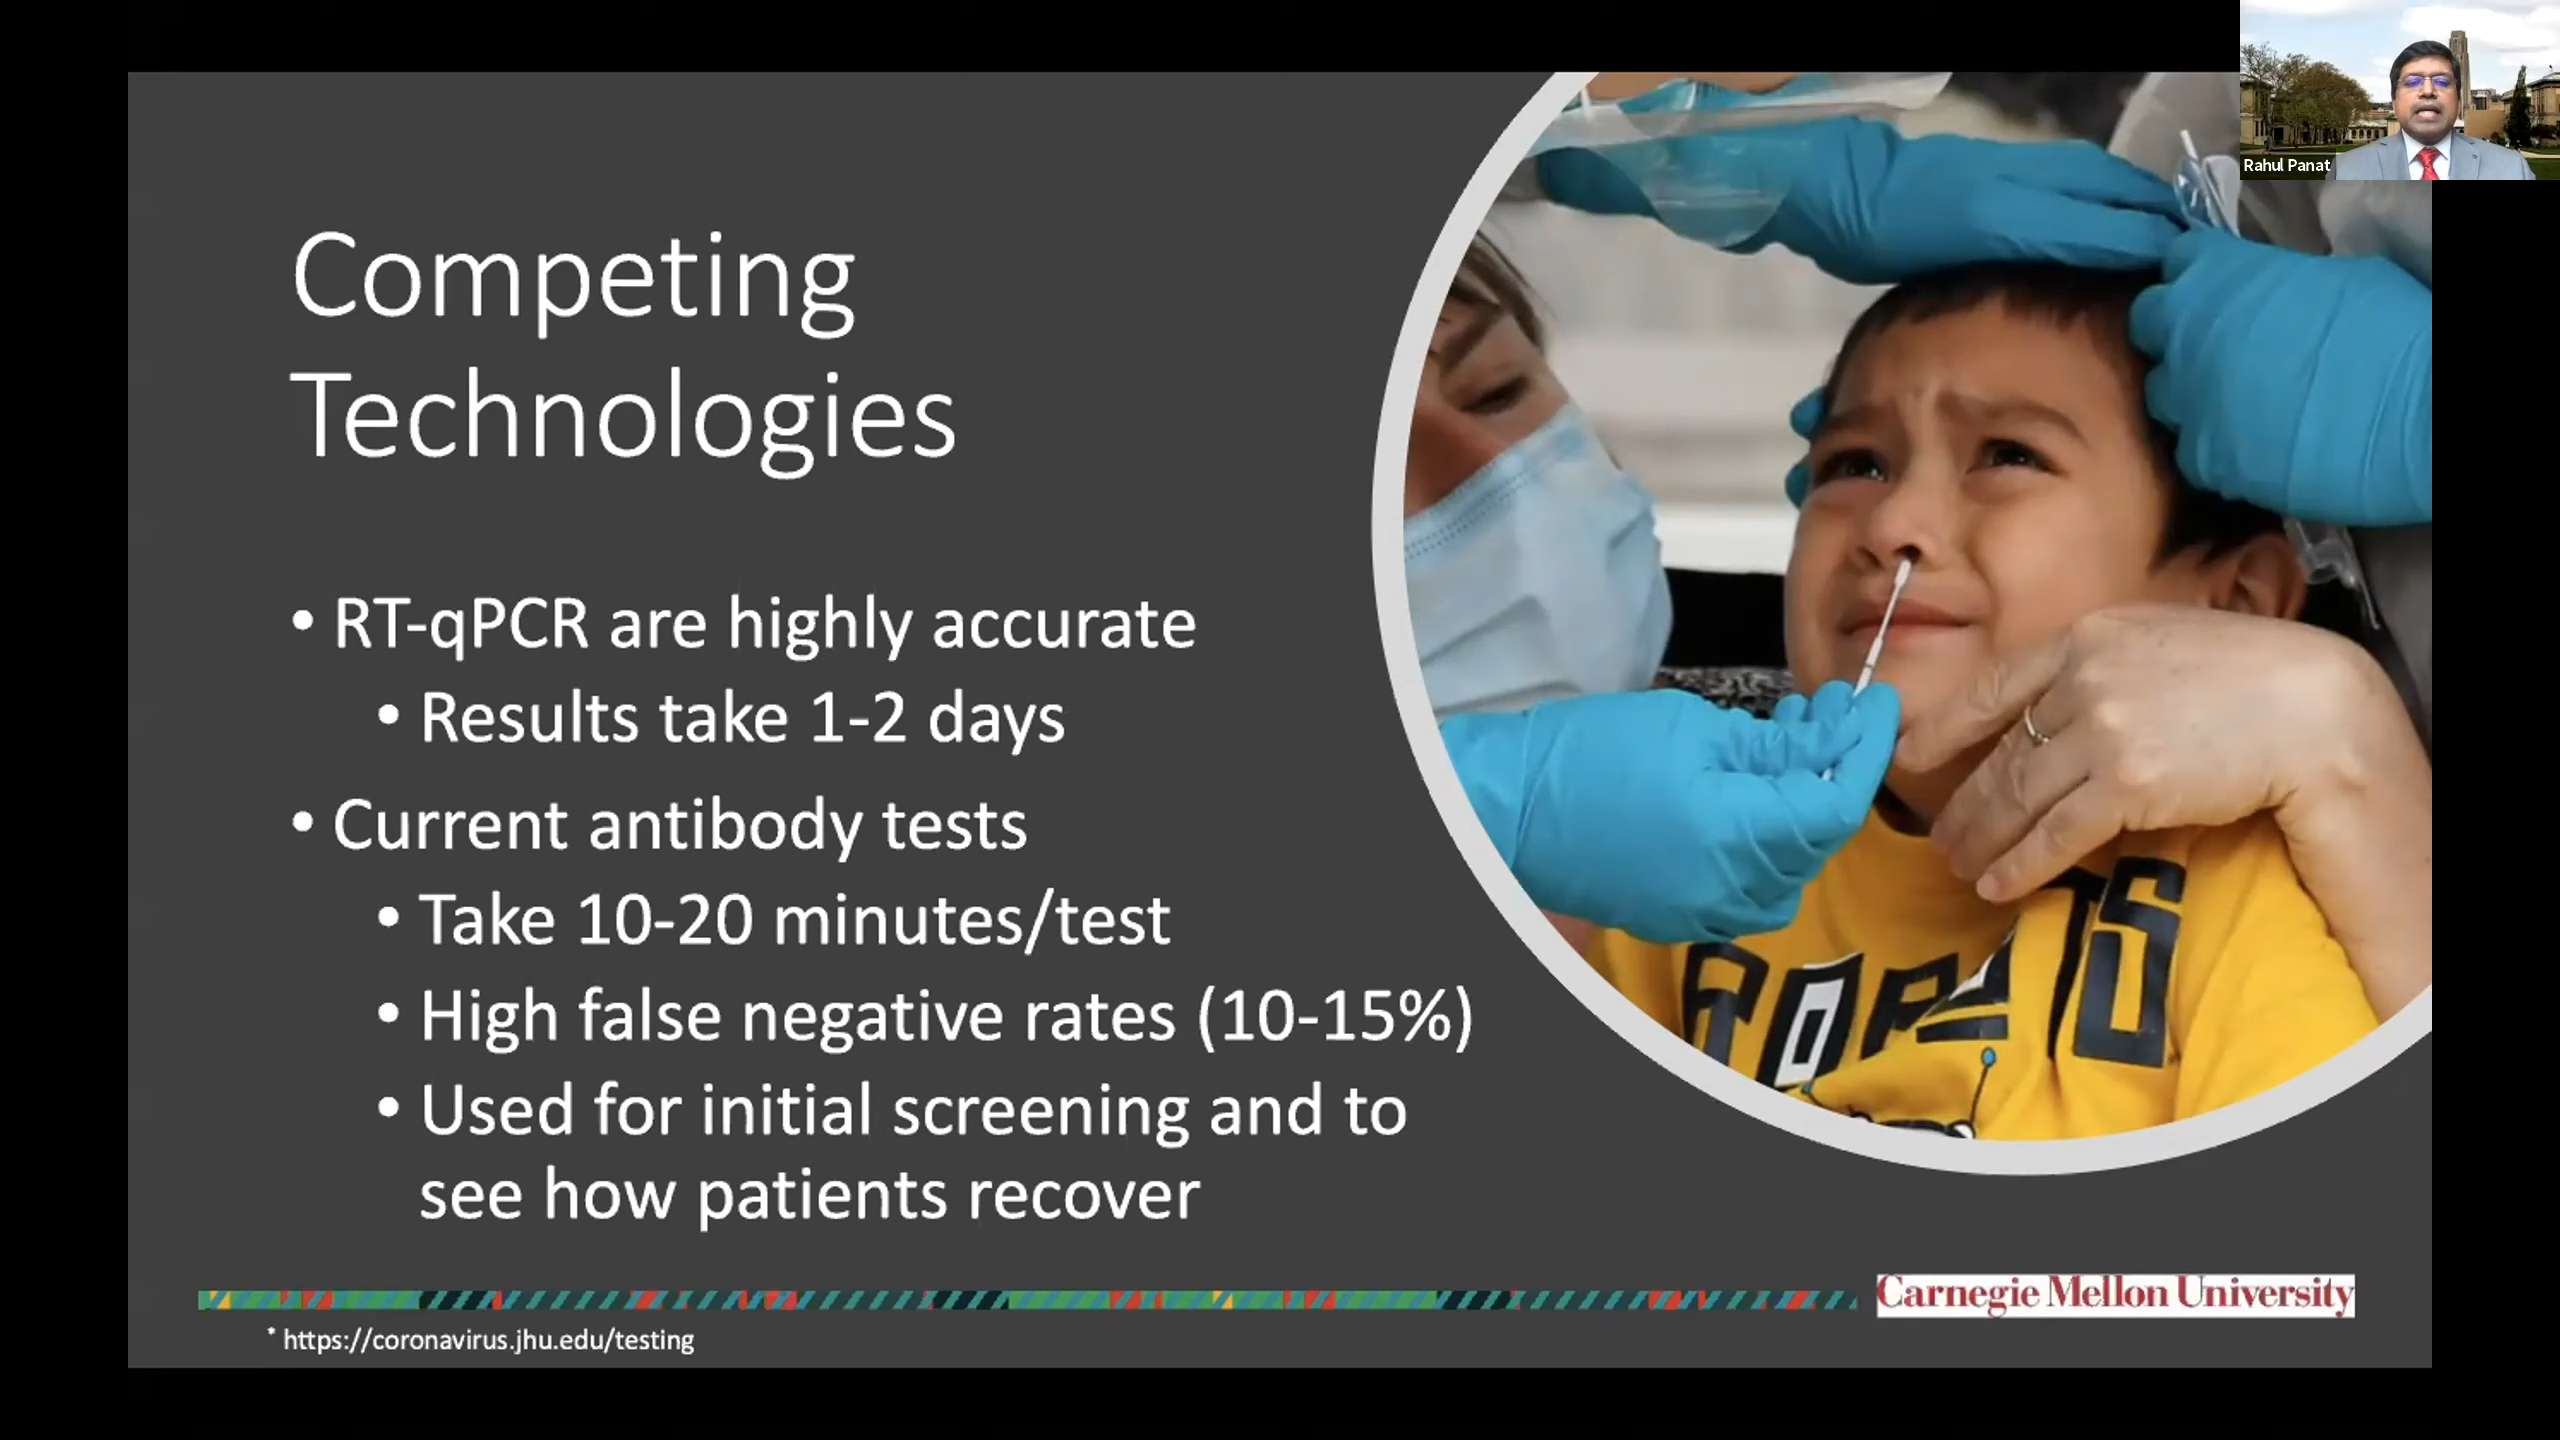 Rahul Panat
Competing
Technologies
• RT-qPCR are highly accurate
• Results take 1-2 days
• Current antibody tests
• Take 10-20 minutes/test
• High false negative rates (10-15%)
• Used for initial screening and to
see how patients recover
ROBOTS
Carnegie Mellon University
* https://coronavirus.jhu.edu/testing